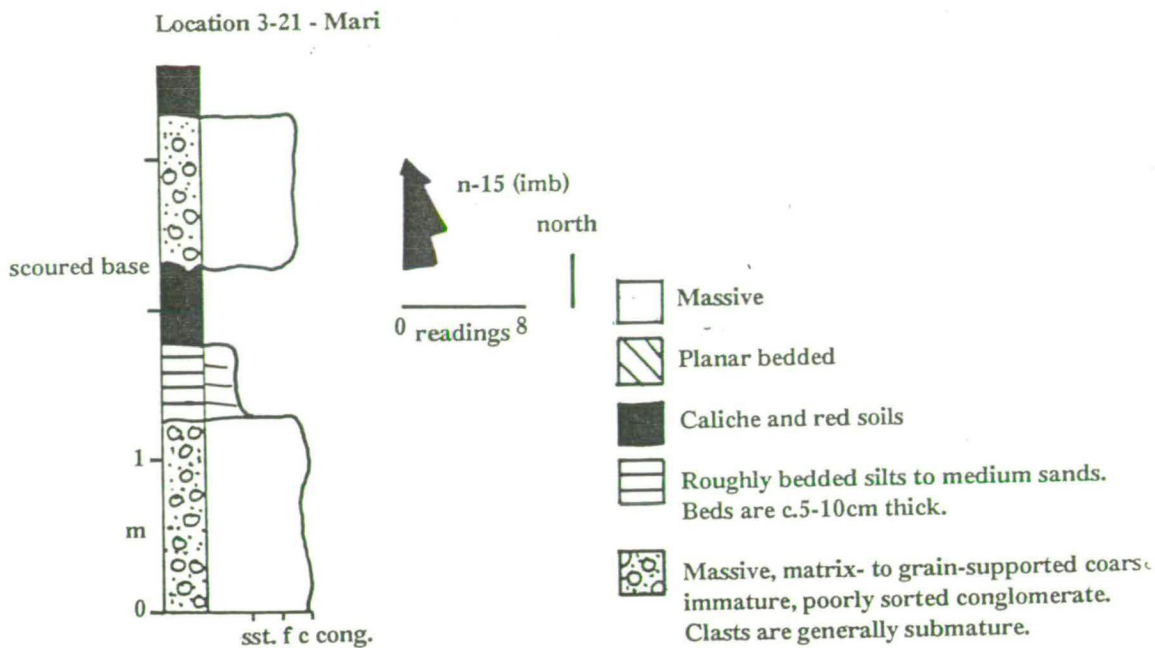 Location 3-21 - Mari
n-15 (imb)
north
scoured base
0 readings 8
1
m
0
sst. f c cong.
Massive
Planar bedded
Caliche and red soils
Roughly bedded silts to medium sands.
Beds are c.5-10cm thick.
Massive, matrix- to grain-supported coars
immature, poorly sorted conglomerate.
Clasts are generally submature.